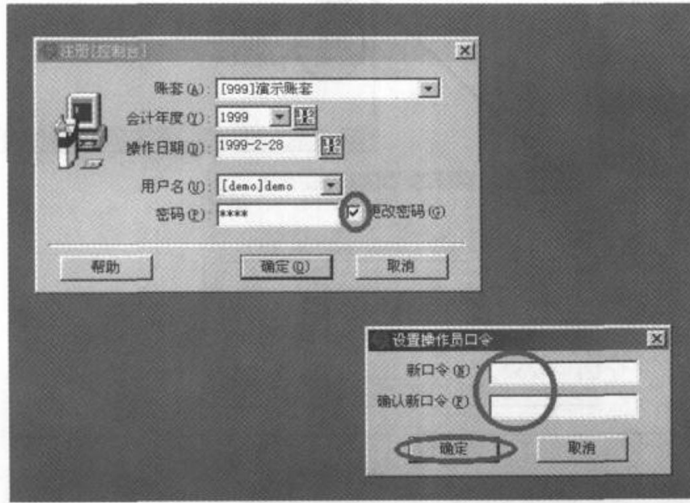 注册[控制台]
账套(A): [999]演示账套
会计年度(Y): 1999
操作日期(D): 1999-2-28
用户名(U): [demo]demo
密码(P): **** 更改密码(G)
帮助 确定(O) 取消
设置操作员口令
新口令(N):
确认新口令(F)
确定 取消